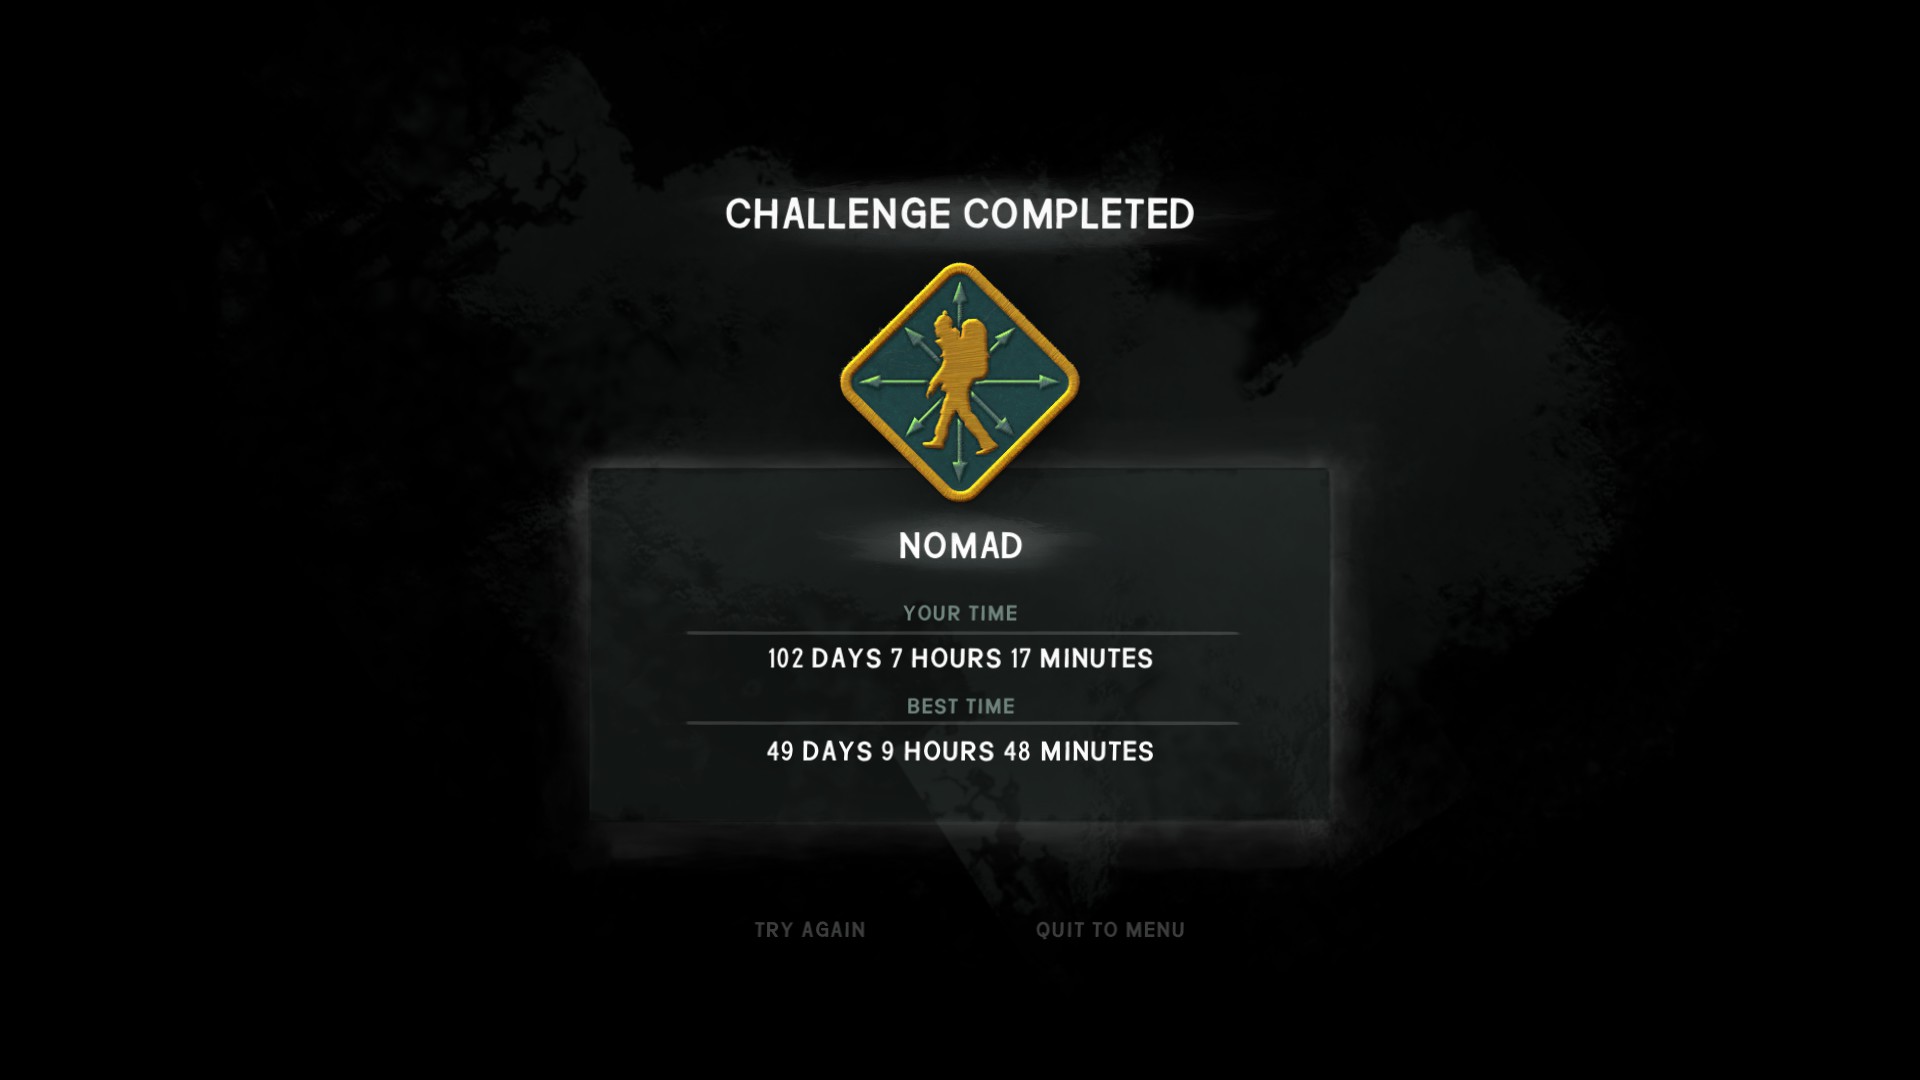 CHALLENGE COMPLETED
NOMAD
YOUR TIME
102 DAYS 7 HOURS 17 MINUTES
BEST TIME
49 DAYS 9 HOURS 48 MINUTES
TRY AGAIN
QUIT TO MENU